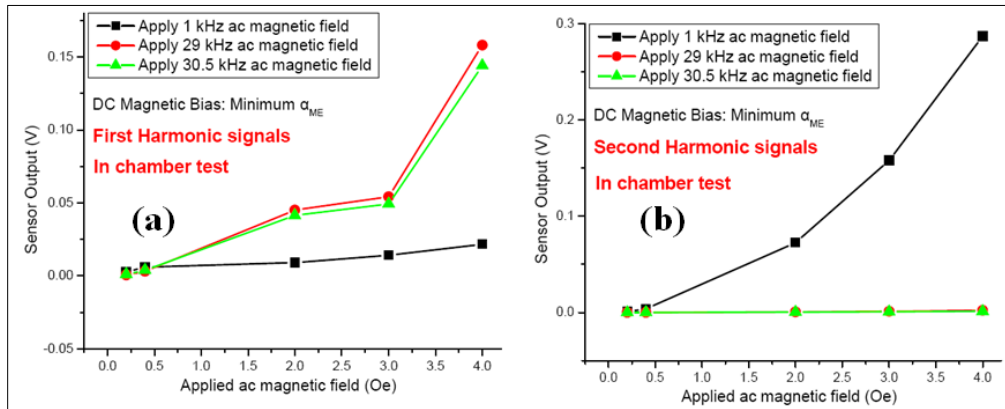 Apply 1 kHz ac magnetic field
Apply 29 kHz ac magnetic field
Apply 30.5 kHz ac magnetic field
DC Magnetic Bias: Minimum α_ME
First Harmonic signals
In chamber test
(a)
Sensor Output (V)
0.15
0.10
0.05
0.00
-0.05
0.0 0.5 1.0 1.5 2.0 2.5 3.0 3.5 4.0
Applied ac magnetic field (Oe)
Apply 1 kHz ac magnetic field
Apply 29 kHz ac magnetic field
Apply 30.5 kHz ac magnetic field
DC Magnetic Bias: Minimum α_ME
Second Harmonic signals
In chamber test
(b)
Sensor Output (V)
0.3
0.2
0.1
0.0
0.0 0.5 1.0 1.5 2.0 2.5 3.0 3.5 4.0
Applied ac magnetic field (Oe)